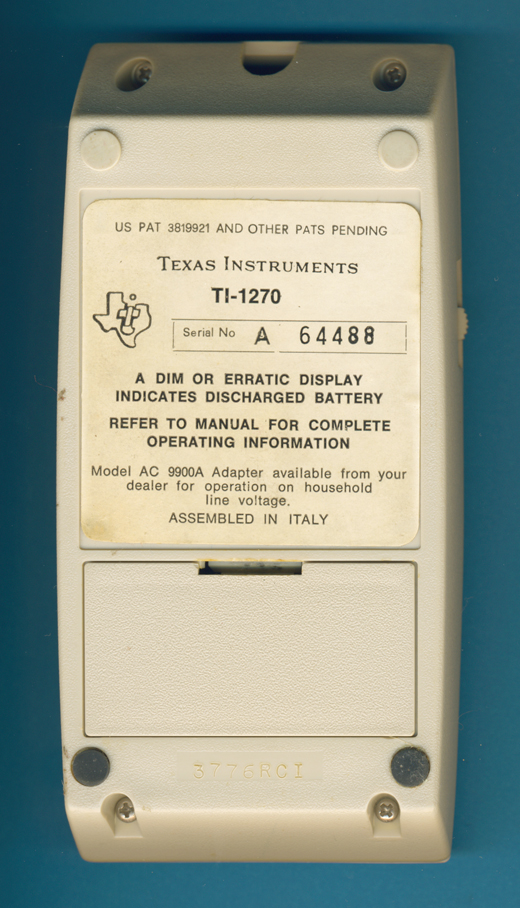 US PAT 3819921 AND OTHER PATS PENDING
TEXAS INSTRUMENTS
TI-1270
Serial No A 64488
A DIM OR ERRATIC DISPLAY
INDICATES DISCHARGED BATTERY
REFER TO MANUAL FOR COMPLETE
OPERATING INFORMATION
Model AC 9900A Adapter available from your
dealer for operation on household
line voltage.
ASSEMBLED IN ITALY
3776RCI